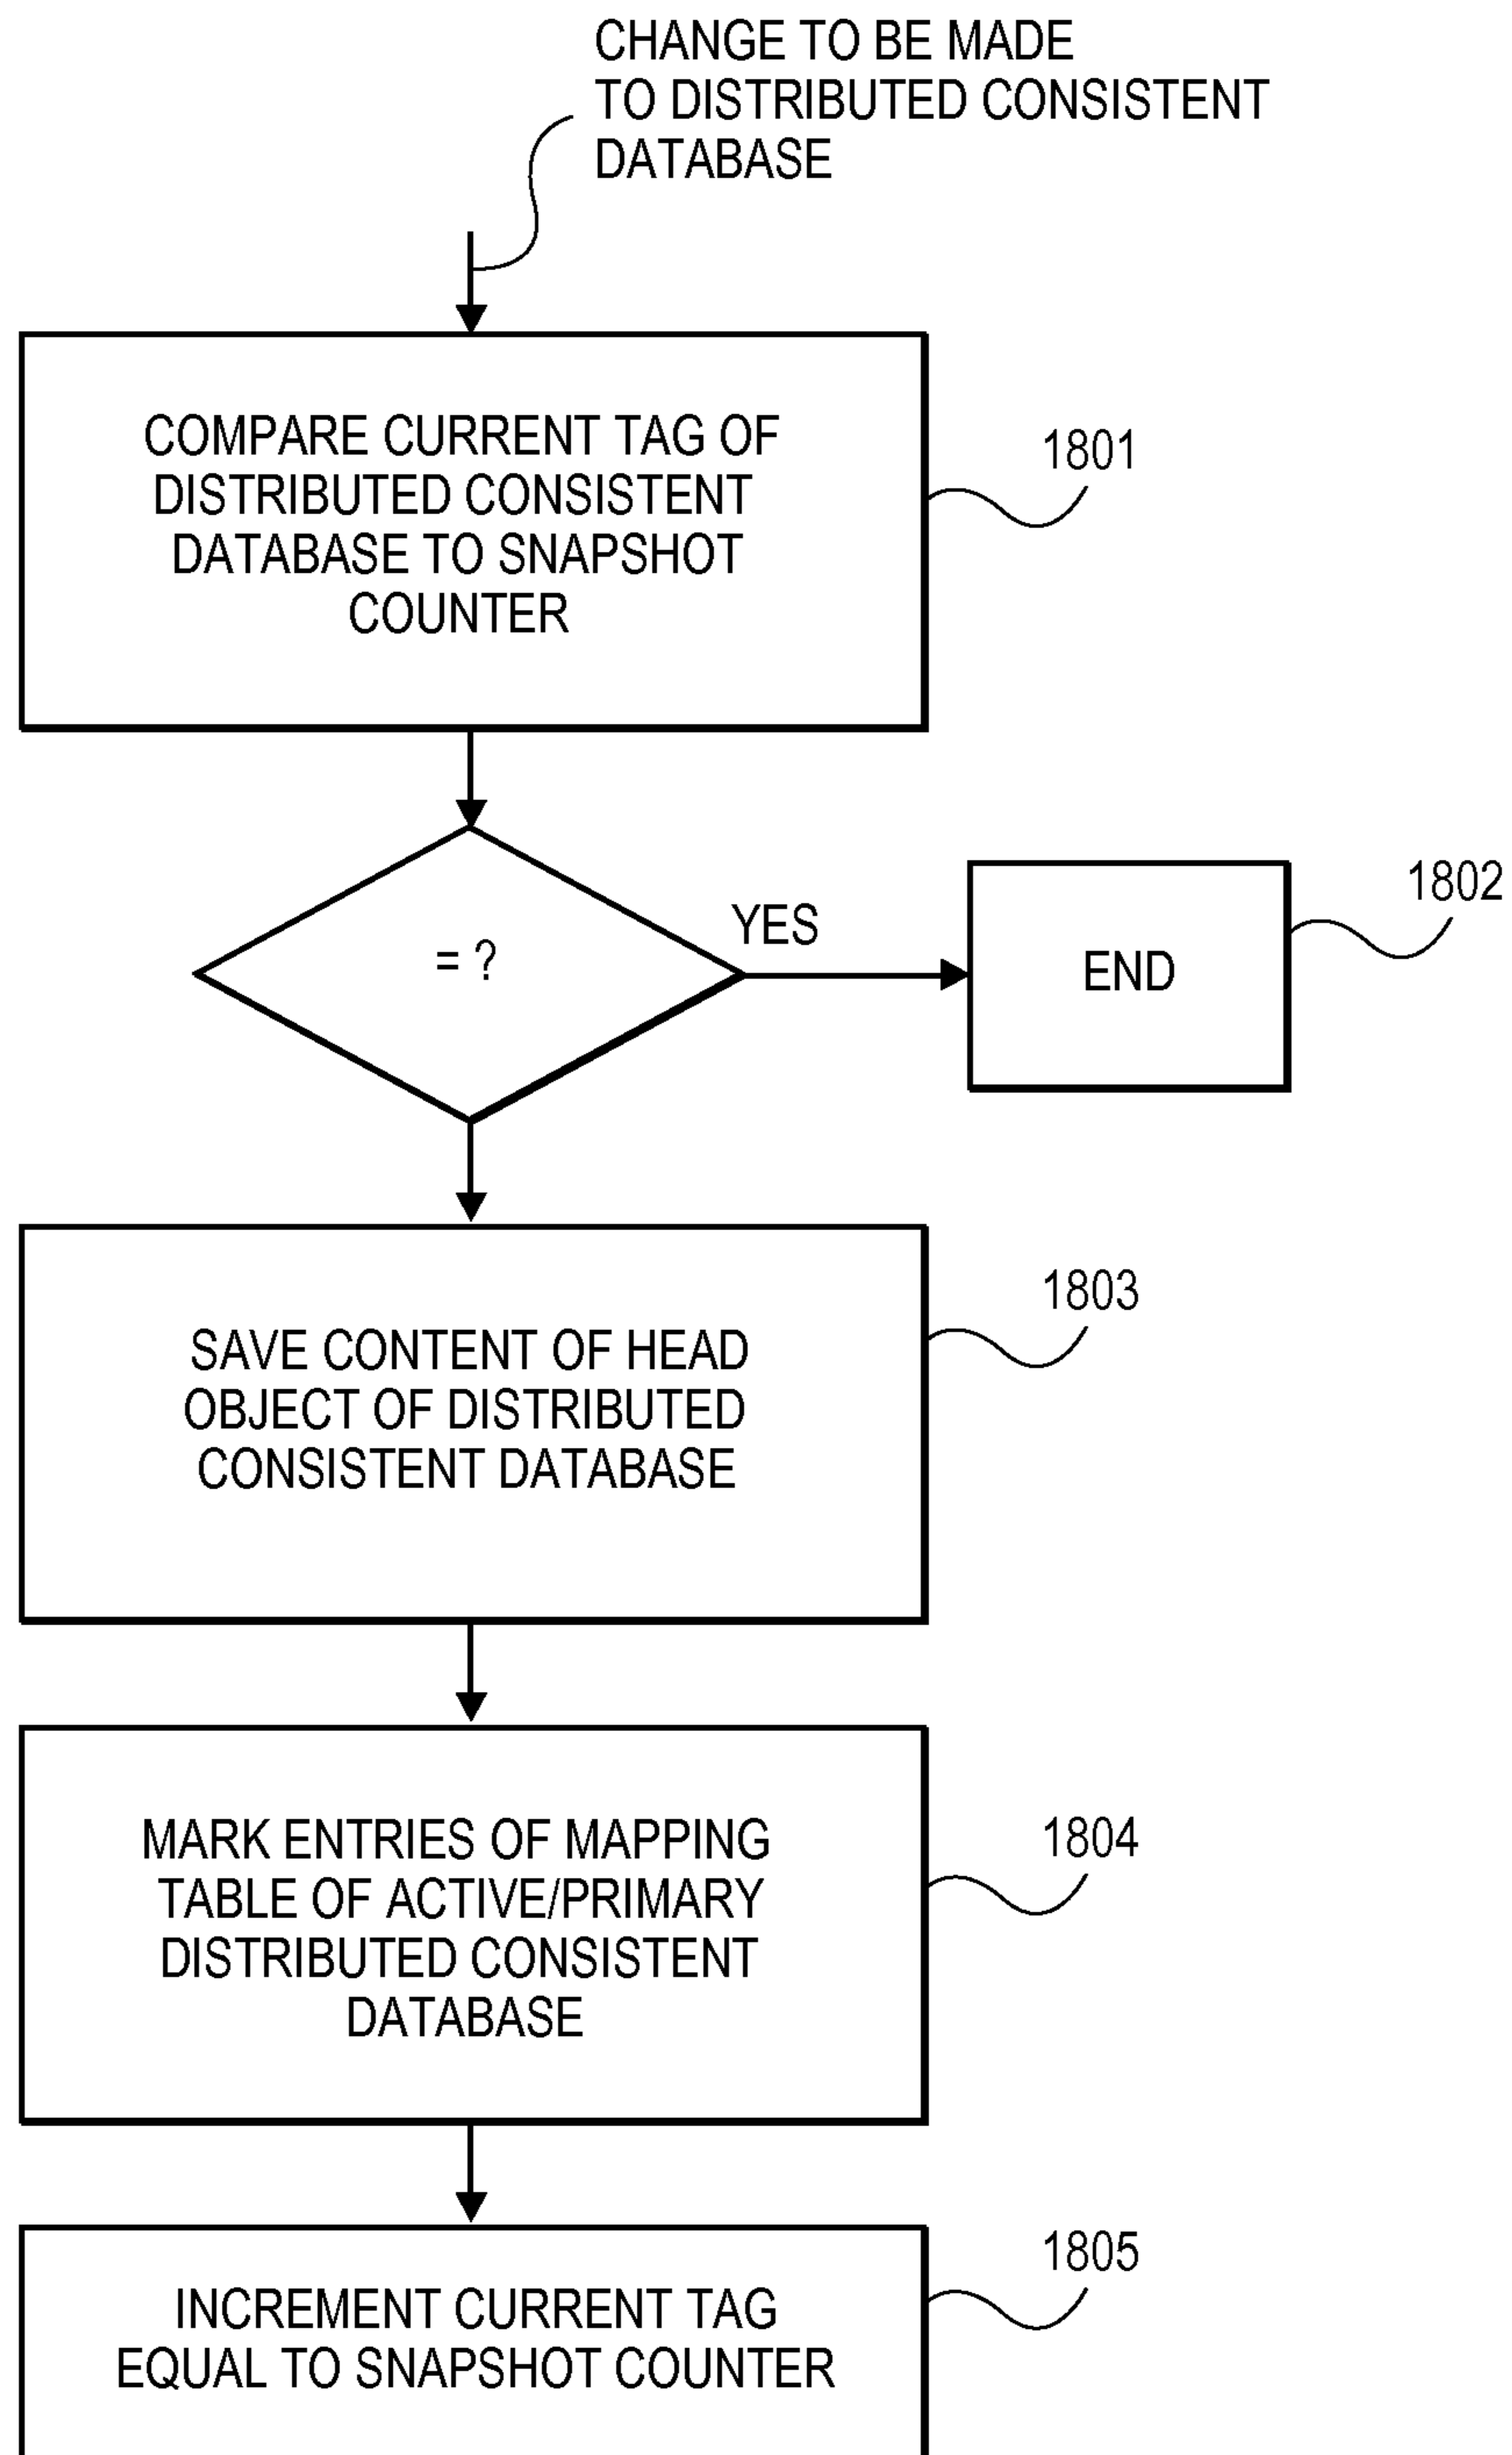 CHANGE TO BE MADE
TO DISTRIBUTED CONSISTENT
DATABASE
COMPARE CURRENT TAG OF
DISTRIBUTED CONSISTENT
DATABASE TO SNAPSHOT
COUNTER
1801
= ?
YES
END
1802
SAVE CONTENT OF HEAD
OBJECT OF DISTRIBUTED
CONSISTENT DATABASE
1803
MARK ENTRIES OF MAPPING
TABLE OF ACTIVE/PRIMARY
DISTRIBUTED CONSISTENT
DATABASE
1804
INCREMENT CURRENT TAG
EQUAL TO SNAPSHOT COUNTER
1805